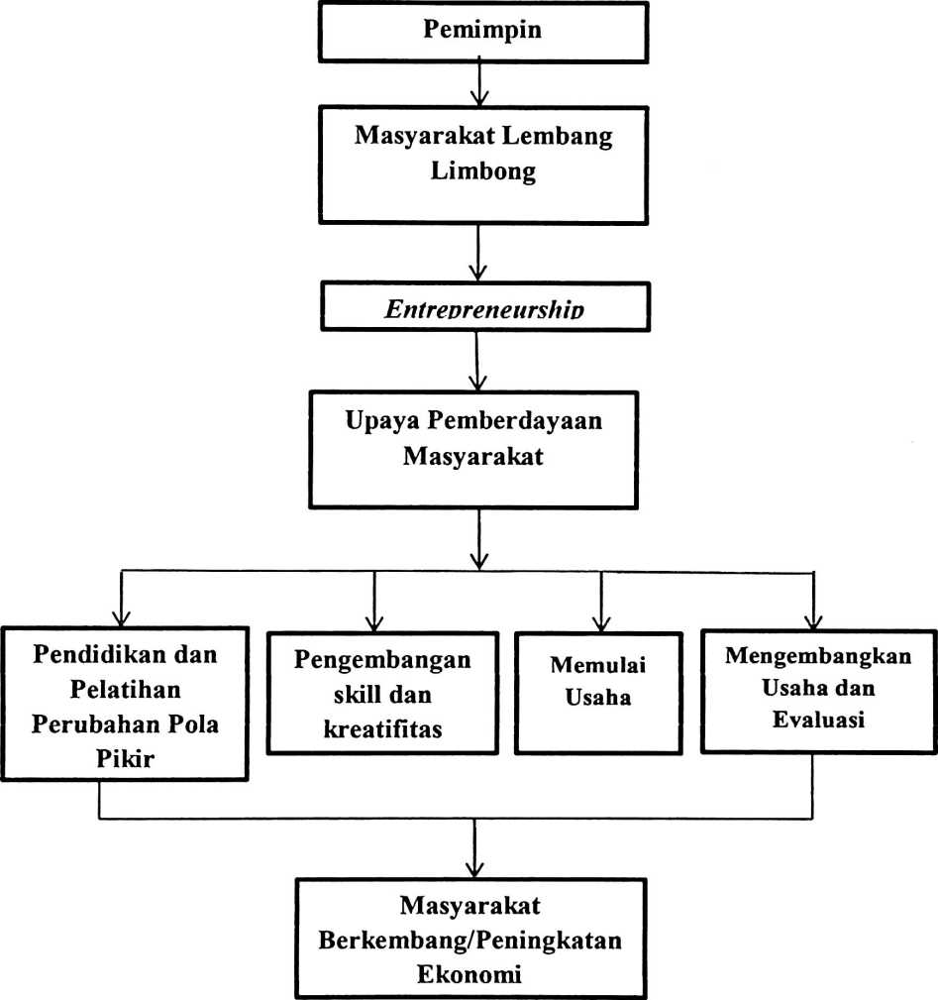 Pemimpin
Masyarakat Lembang
Limbong
Entrepreneurship
Upaya Pemberdayaan
Masyarakat
Pendidikan dan
Pelatihan
Perubahan Pola
Pikir
Pengembangan
skill dan
kreatifitas
Memulai
Usaha
Mengembangkan
Usaha dan
Evaluasi
Masyarakat
Berkembang/Peningkatan
Ekonomi